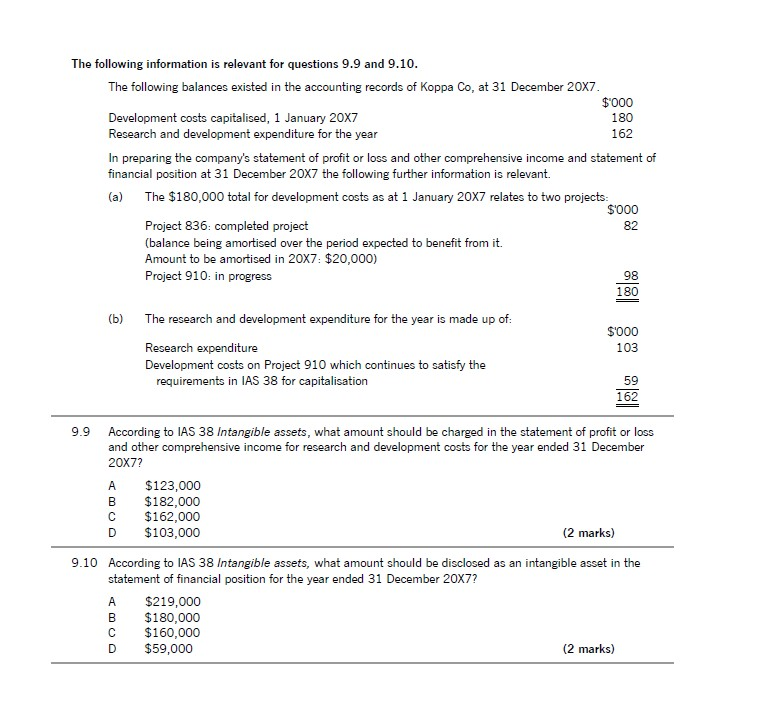 The following information is relevant for questions 9.9 and 9.10.
The following balances existed in the accounting records of Koppa Co, at 31 December 20X7.
$'000
Development costs capitalised, 1 January 20X7 180
Research and development expenditure for the year 162
In preparing the company's statement of profit or loss and other comprehensive income and statement of
financial position at 31 December 20X7 the following further information is relevant.
(a) The $180,000 total for development costs as at 1 January 20X7 relates to two projects:
$'000
Project 836: completed project 82
(balance being amortised over the period expected to benefit from it.
Amount to be amortised in 20X7: $20,000)
Project 910: in progress 98
180
(b) The research and development expenditure for the year is made up of:
$'000
Research expenditure 103
Development costs on Project 910 which continues to satisfy the
requirements in IAS 38 for capitalisation 59
162
9.9 According to IAS 38 Intangible assets, what amount should be charged in the statement of profit or loss
and other comprehensive income for research and development costs for the year ended 31 December
20X7?
A $123,000
B $182,000
C $162,000
D $103,000 (2 marks)
9.10 According to IAS 38 Intangible assets, what amount should be disclosed as an intangible asset in the
statement of financial position for the year ended 31 December 20X7?
A $219,000
B $180,000
C $160,000
D $59,000 (2 marks)